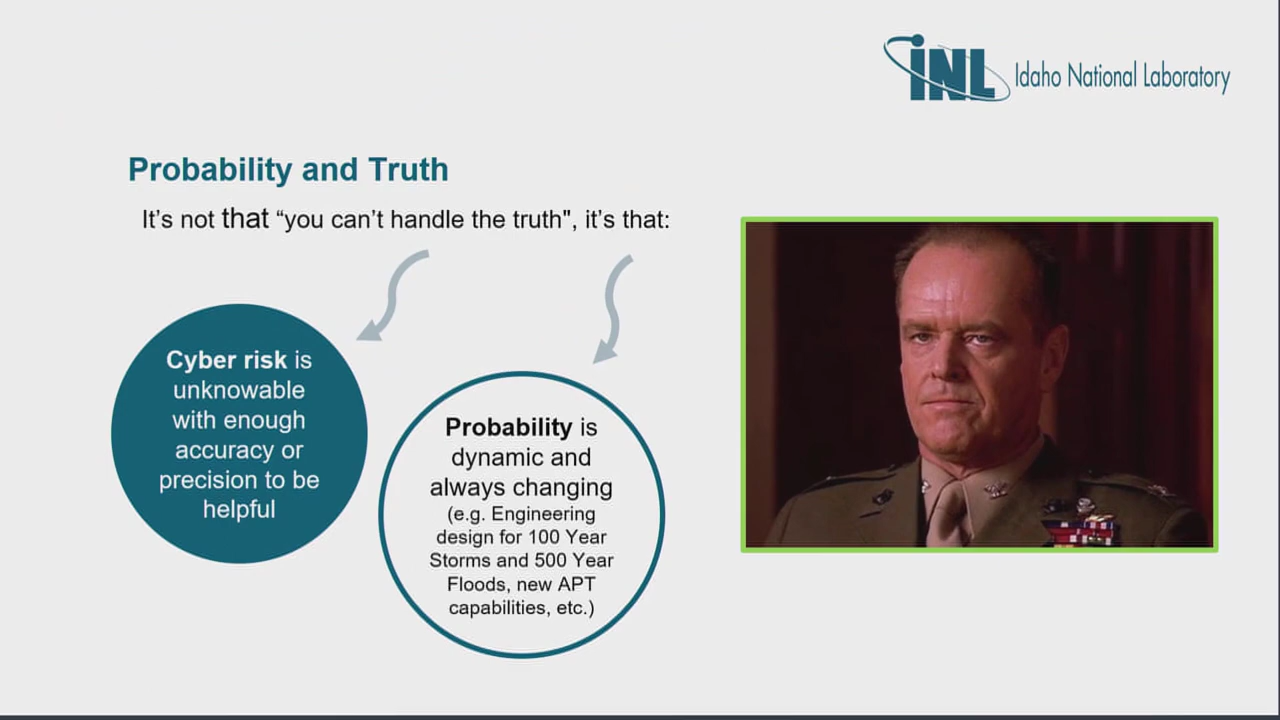 INL Idaho National Laboratory
Probability and Truth
It’s not that “you can’t handle the truth", it’s that:
Cyber risk is
unknowable
with enough
accuracy or
precision to be
helpful
Probability is
dynamic and
always changing
(e.g. Engineering
design for 100 Year
Storms and 500 Year
Floods, new APT
capabilities, etc.)